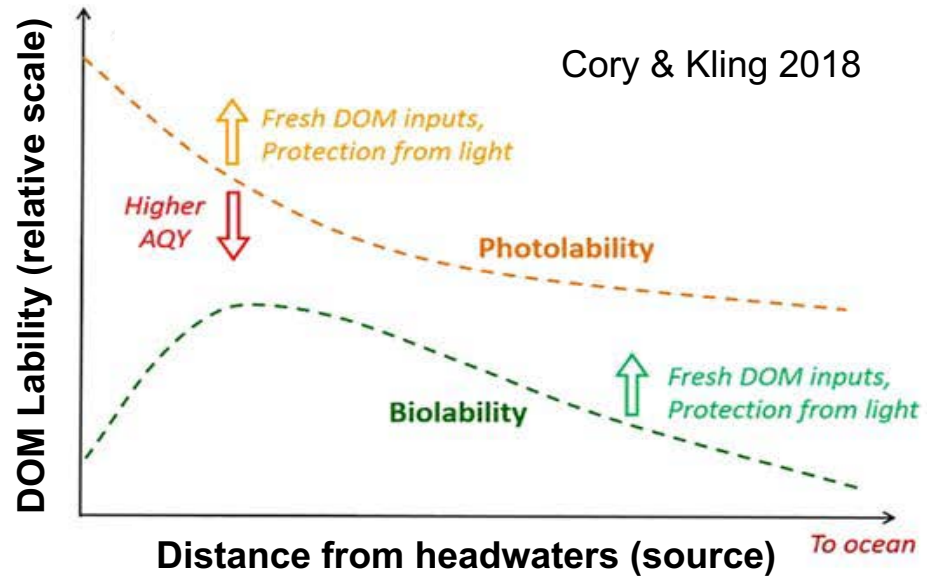 DOM Lability (relative scale)
Cory & Kling 2018
Fresh DOM inputs,
Protection from light
Higher
AQY
Photolability
Biolability
Fresh DOM inputs,
Protection from light
Distance from headwaters (source)
To ocean